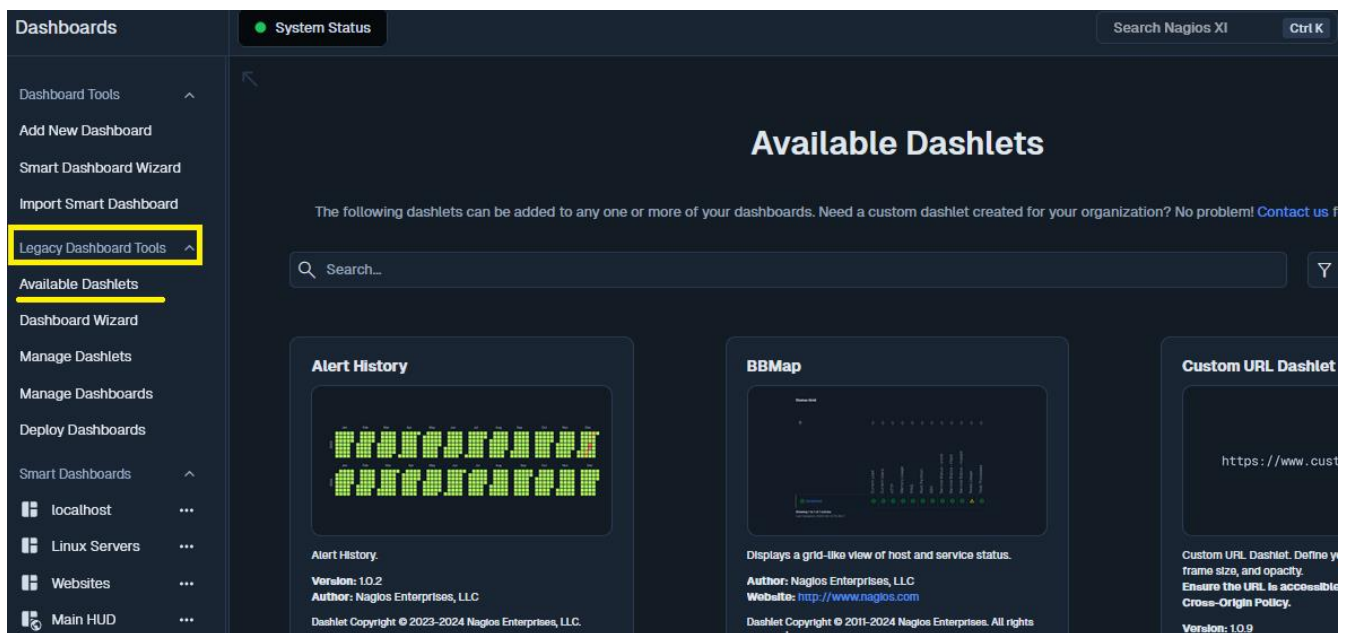 Dashboards
System Status
Search Nagios XI
Ctrl K
Dashboard Tools
Add New Dashboard
Smart Dashboard Wizard
Import Smart Dashboard
Legacy Dashboard Tools
Available Dashlets
Dashboard Wizard
Manage Dashlets
Manage Dashboards
Deploy Dashboards
Smart Dashboards
localhost
Linux Servers
Websites
Main HUD
Available Dashlets
The following dashlets can be added to any one or more of your dashboards. Need a custom dashlet created for your organization? No problem! Contact us f
Search...
Alert History
Alert History.
Version: 1.0.2
Author: Nagios Enterprises, LLC
Dashlet Copyright © 2023-2024 Nagios Enterprises, LLC.
BBMap
Displays a grid-like view of host and service status.
Author: Nagios Enterprises, LLC
Website: http://www.nagios.com
Dashlet Copyright © 2011-2024 Nagios Enterprises. All rights
Custom URL Dashlet
https://www.cust
Custom URL Dashlet. Define y
frame size, and opacity.
Ensure the URL is accessible
Cross-Origin Policy.
Version: 1.0.9